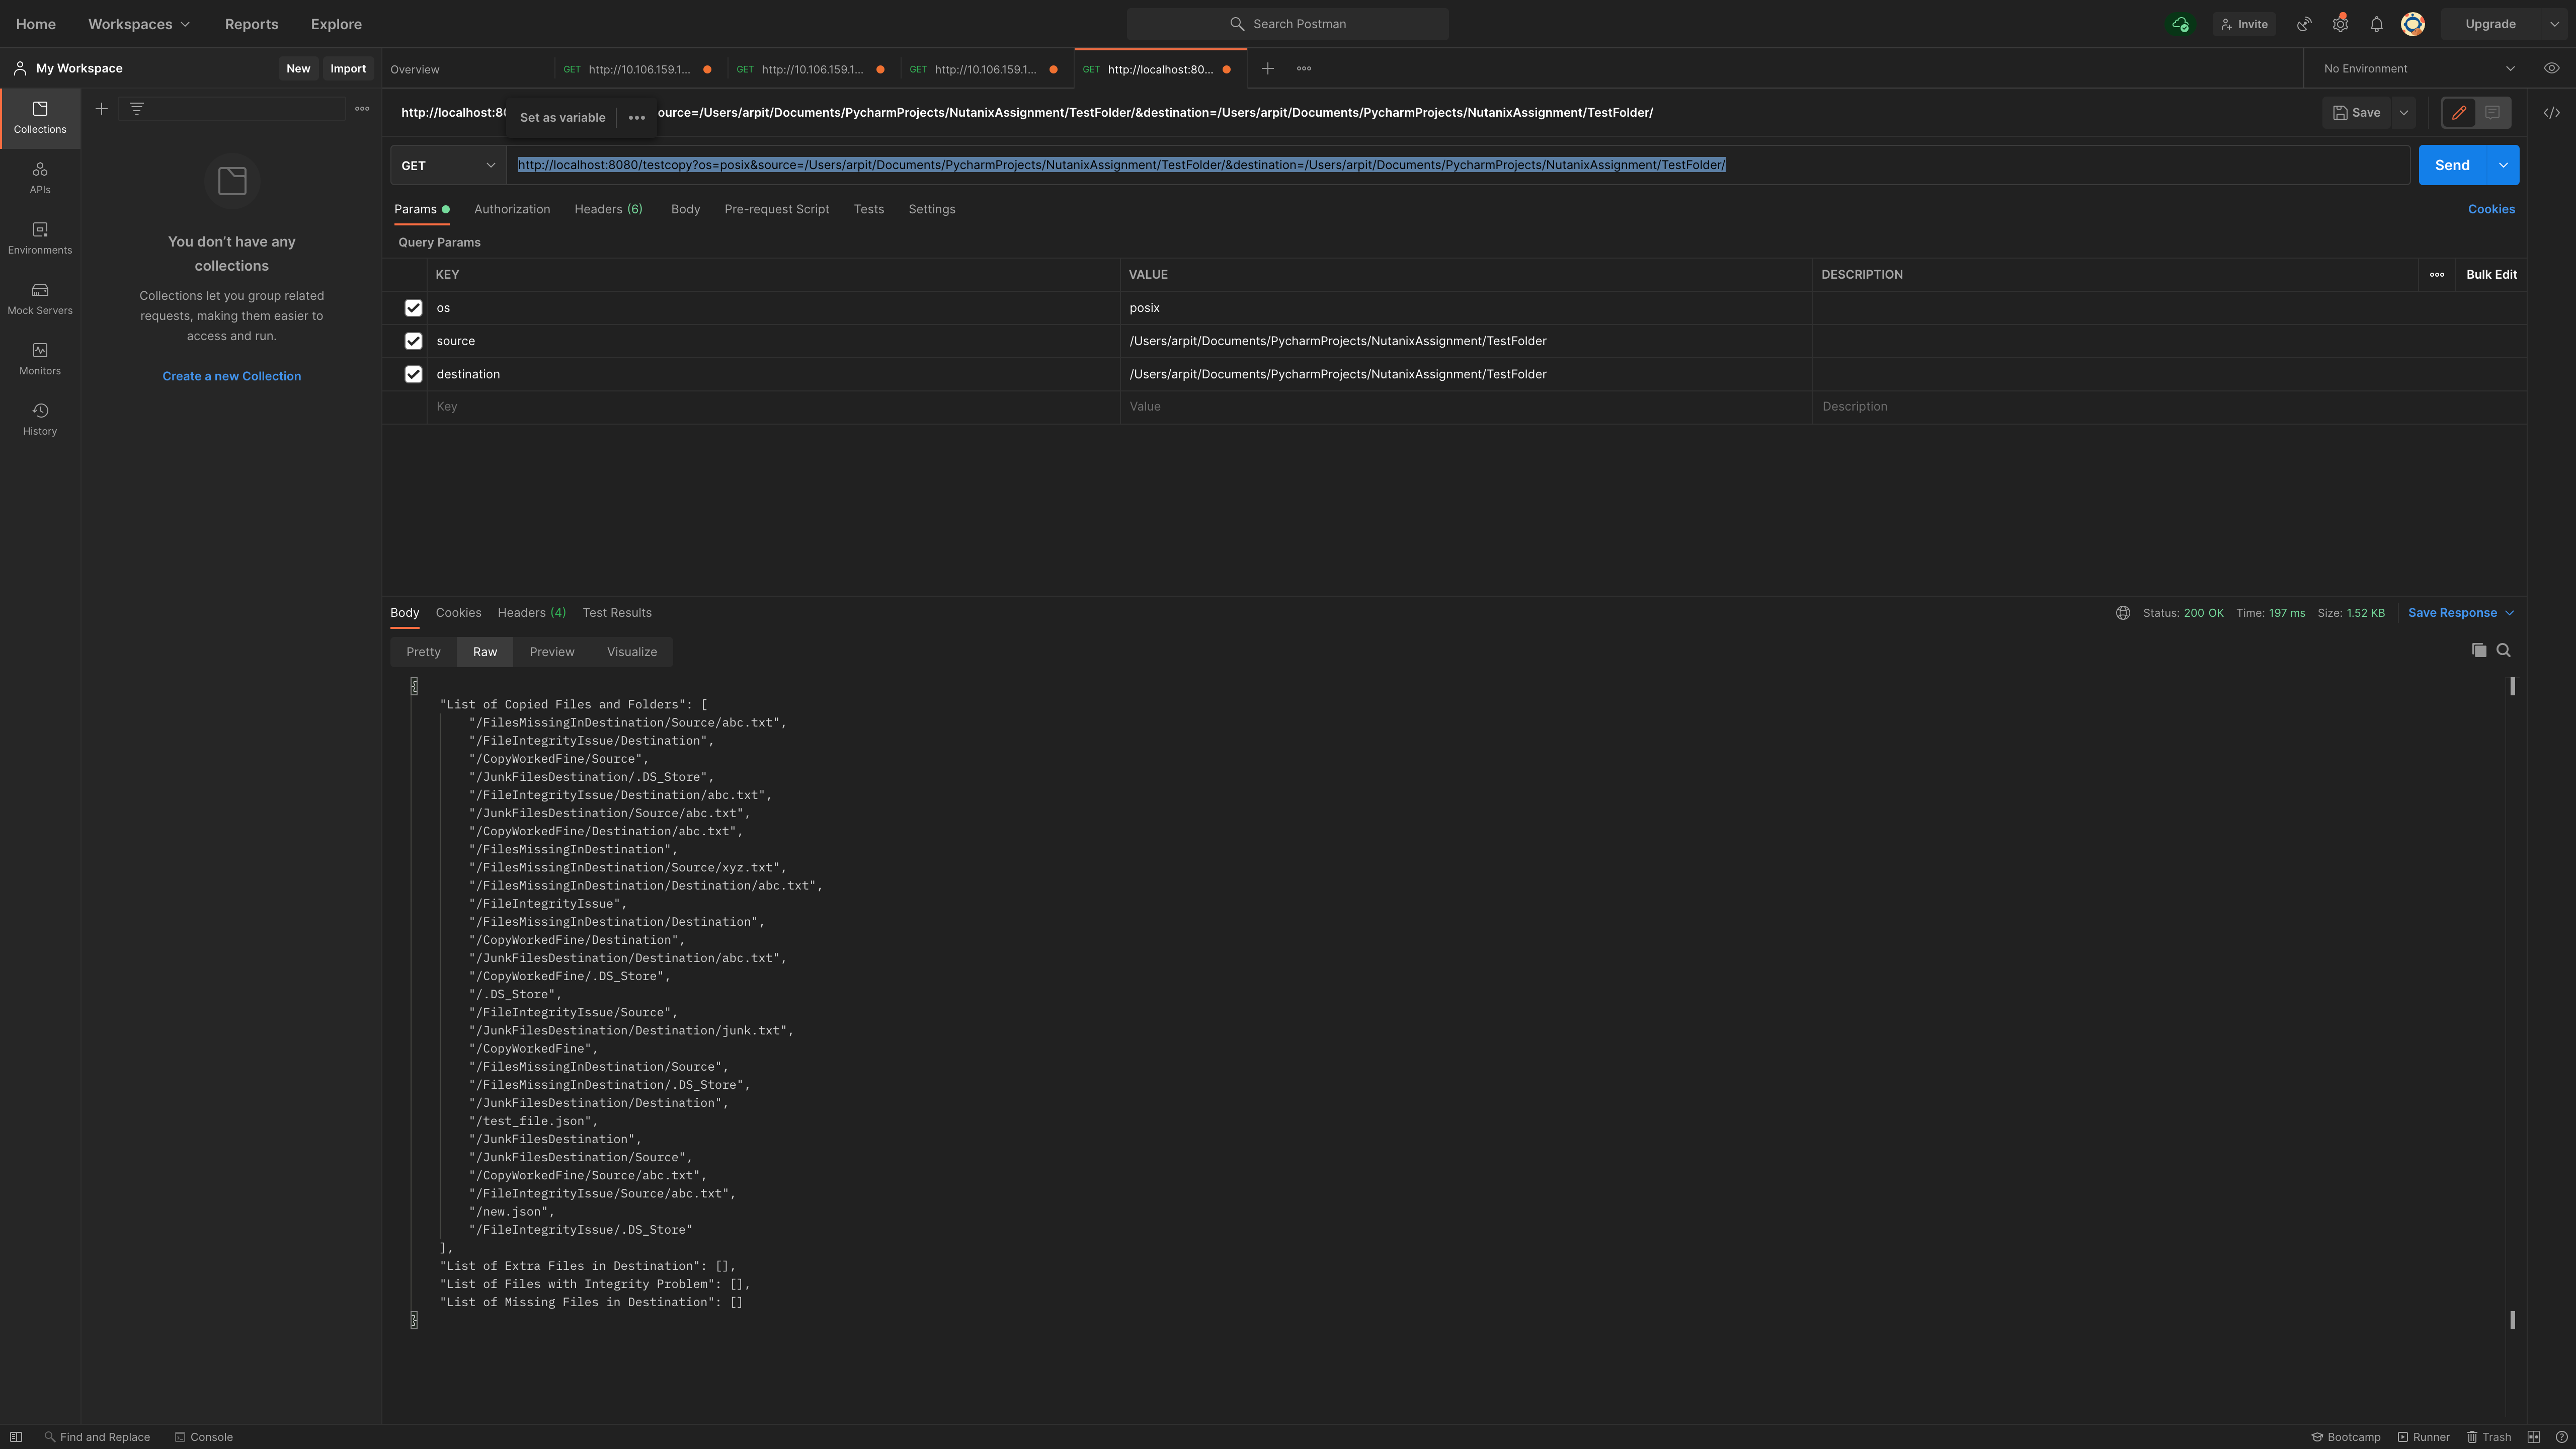 Home Workspaces Reports Explore Search Postman Invite Upgrade
My Workspace New Import Overview GET http://10.106.159.1... GET http://10.106.159.1... GET http://10.106.159.1... GET http://localhost:80... No Environment
http://localhost:80 Set as variable ource=/Users/arpit/Documents/PycharmProjects/NutanixAssignment/TestFolder/&destination=/Users/arpit/Documents/PycharmProjects/NutanixAssignment/TestFolder/ Save
GET http://localhost:8080/testcopy?os=posix&source=/Users/arpit/Documents/PycharmProjects/NutanixAssignment/TestFolder/&destination=/Users/arpit/Documents/PycharmProjects/NutanixAssignment/TestFolder/ Send
Collections
APIs
Environments
Mock Servers
Monitors
History
You don't have any
collections
Collections let you group related
requests, making them easier to
access and run.
Create a new Collection
Params Authorization Headers (6) Body Pre-request Script Tests Settings Cookies
Query Params
KEY VALUE DESCRIPTION Bulk Edit
os posix
source /Users/arpit/Documents/PycharmProjects/NutanixAssignment/TestFolder
destination /Users/arpit/Documents/PycharmProjects/NutanixAssignment/TestFolder
Key Value Description
Body Cookies Headers (4) Test Results Status: 200 OK Time: 197 ms Size: 1.52 KB Save Response
Pretty Raw Preview Visualize
{
"List of Copied Files and Folders": [
"/FilesMissingInDestination/Source/abc.txt",
"/FileIntegrityIssue/Destination",
"/CopyWorkedFine/Source",
"/JunkFilesDestination/.DS_Store",
"/FileIntegrityIssue/Destination/abc.txt",
"/JunkFilesDestination/Source/abc.txt",
"/CopyWorkedFine/Destination/abc.txt",
"/FilesMissingInDestination",
"/FilesMissingInDestination/Source/xyz.txt",
"/FilesMissingInDestination/Destination/abc.txt",
"/FileIntegrityIssue",
"/FilesMissingInDestination/Destination",
"/CopyWorkedFine/Destination",
"/JunkFilesDestination/Destination/abc.txt",
"/CopyWorkedFine/.DS_Store",
"/.DS_Store",
"/FileIntegrityIssue/Source",
"/JunkFilesDestination/Destination/junk.txt",
"/CopyWorkedFine",
"/FilesMissingInDestination/Source",
"/FilesMissingInDestination/.DS_Store",
"/JunkFilesDestination/Destination",
"/test_file.json",
"/JunkFilesDestination",
"/JunkFilesDestination/Source",
"/CopyWorkedFine/Source/abc.txt",
"/FileIntegrityIssue/Source/abc.txt",
"/new.json",
"/FileIntegrityIssue/.DS_Store"
],
"List of Extra Files in Destination": [],
"List of Files with Integrity Problem": [],
"List of Missing Files in Destination": []
}
Find and Replace Console Bootcamp Runner Trash